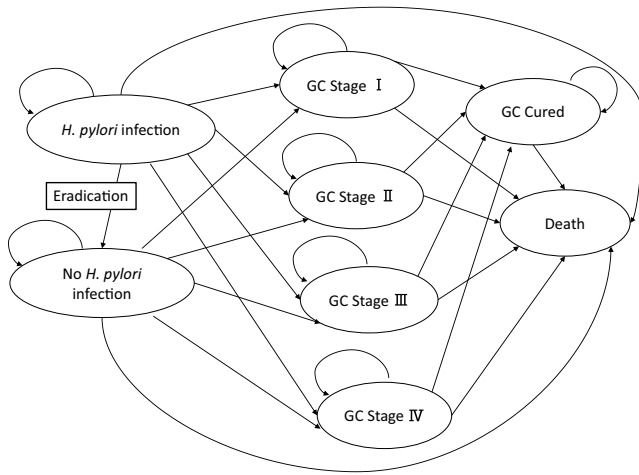 GC Stage Ⅰ
GC Cured
H. pylori infection
Eradication
GC Stage Ⅱ
Death
No H. pylori
infection
GC Stage Ⅲ
GC Stage Ⅳ